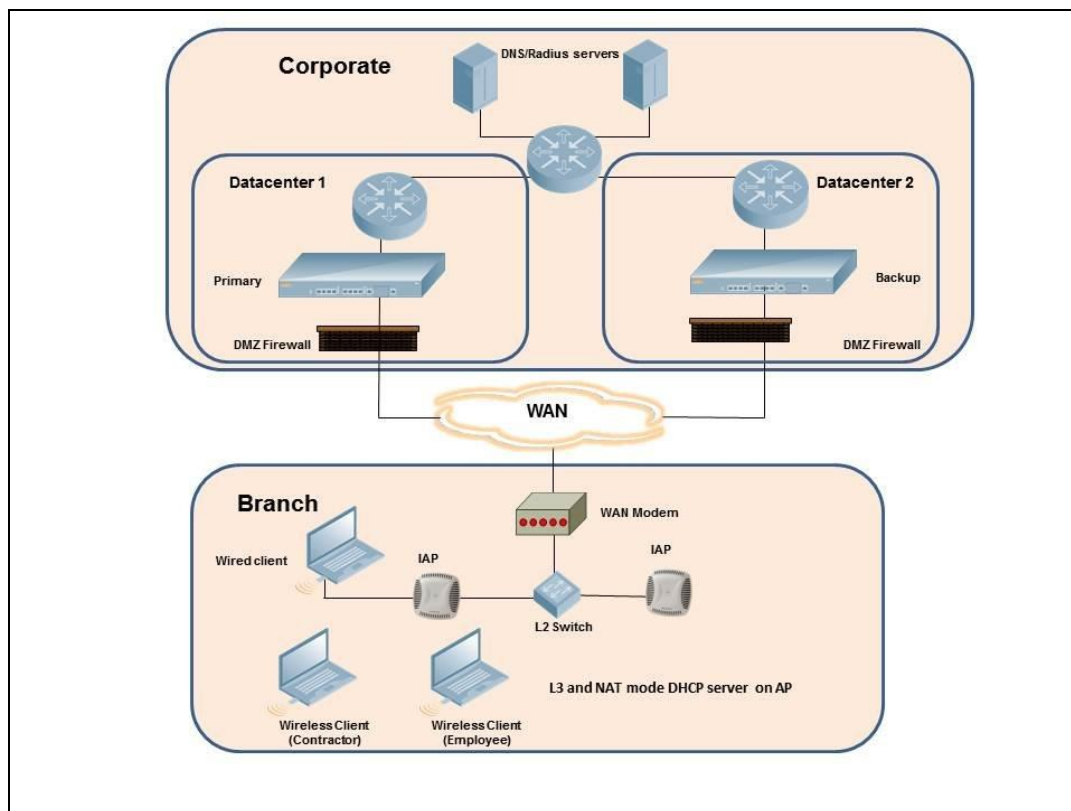 DNS/Radius servers
Corporate
Datacenter 1
Datacenter 2
Primary
Backup
DMZ Firewall
DMZ Firewall
WAN
Branch
WAN Modem
Wired client
IAP
IAP
L2 Switch
L3 and NAT mode DHCP server on AP
Wireless Client
(Contractor)
Wireless Client
(Employee)